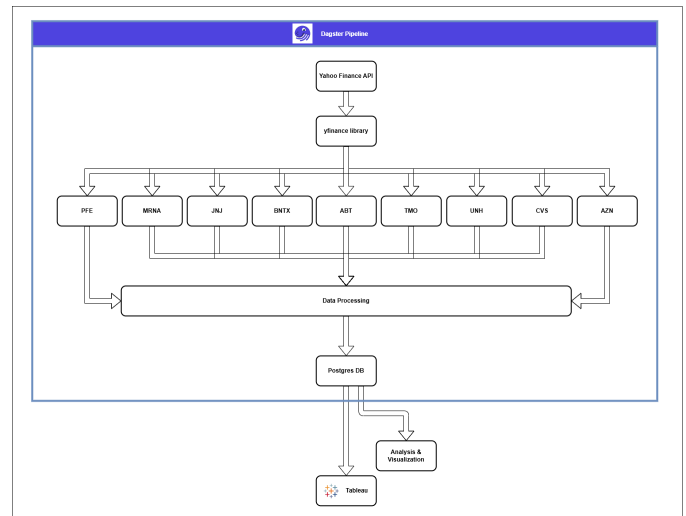 Dagster Pipeline
Yahoo Finance API
yfinance library
PFE
MRNA
JNJ
BNTX
ABT
TMO
UNH
CVS
AZN
Data Processing
Postgres DB
Analysis &
Visualization
Tableau